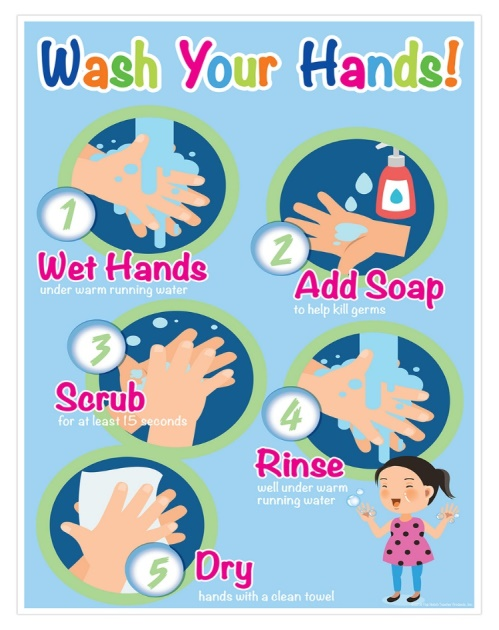 Wash Your Hands!
1
Wet Hands
under warm running water
2
Add Soap
to help kill germs
3
Scrub
for at least 15 seconds
4
Rinse
well under warm
running water
5
Dry
hands with a clean towel